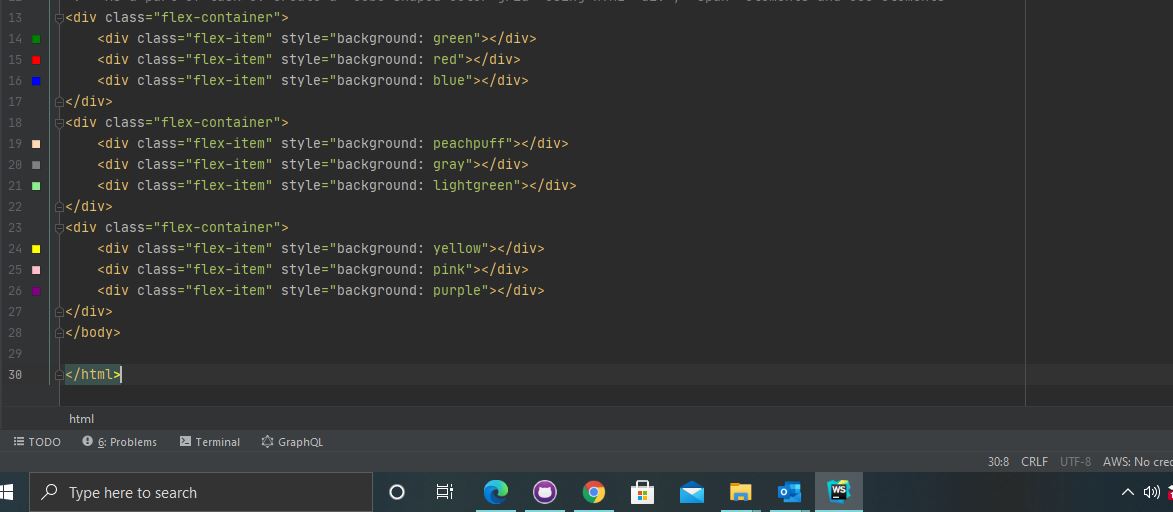 13 <div class="flex-container">
14 <div class="flex-item" style="background: green"></div>
15 <div class="flex-item" style="background: red"></div>
16 <div class="flex-item" style="background: blue"></div>
17 </div>
18 <div class="flex-container">
19 <div class="flex-item" style="background: peachpuff"></div>
20 <div class="flex-item" style="background: gray"></div>
21 <div class="flex-item" style="background: lightgreen"></div>
22 </div>
23 <div class="flex-container">
24 <div class="flex-item" style="background: yellow"></div>
25 <div class="flex-item" style="background: pink"></div>
26 <div class="flex-item" style="background: purple"></div>
27 </div>
28 </body>
29
30 </html>
html
TODO 6: Problems Terminal GraphQL
30:8 CRLF UTF-8 AWS: No cre
Type here to search WS